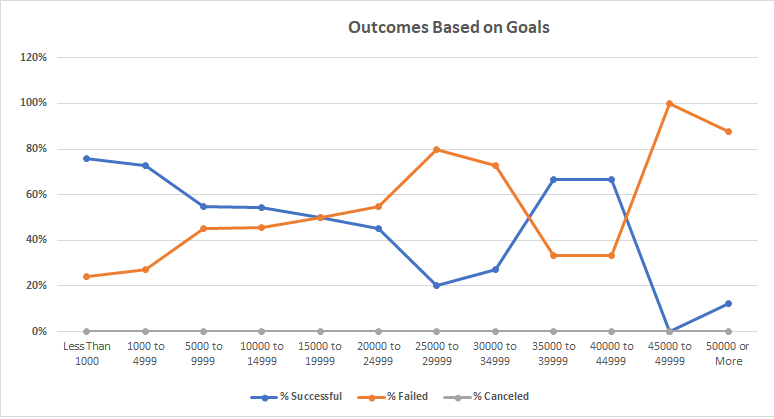 Outcomes Based on Goals
120%
100%
80%
60%
40%
20%
0%
Less Than 1000
1000 to 4999
5000 to 9999
10000 to 14999
15000 to 19999
20000 to 24999
25000 to 29999
30000 to 34999
35000 to 39999
40000 to 44999
45000 to 49999
50000 or More
% Successful % Failed % Canceled